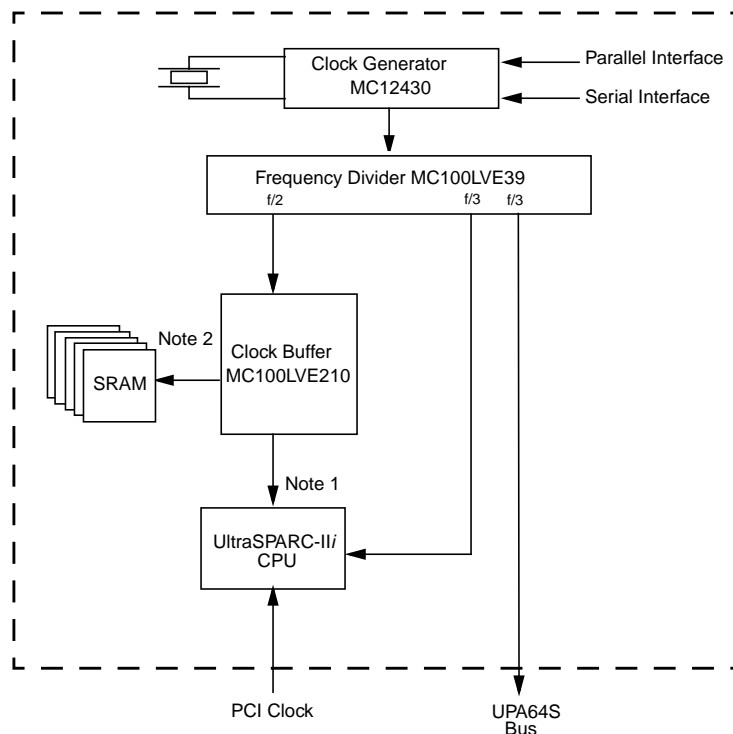 Clock Generator
MC12430
Parallel Interface
Serial Interface
Frequency Divider MC100LVE39
f/2
f/3
f/3
Note 2
Clock Buffer
MC100LVE210
SRAM
Note 1
UltraSPARC-IIi
CPU
PCI Clock
UPA64S
Bus